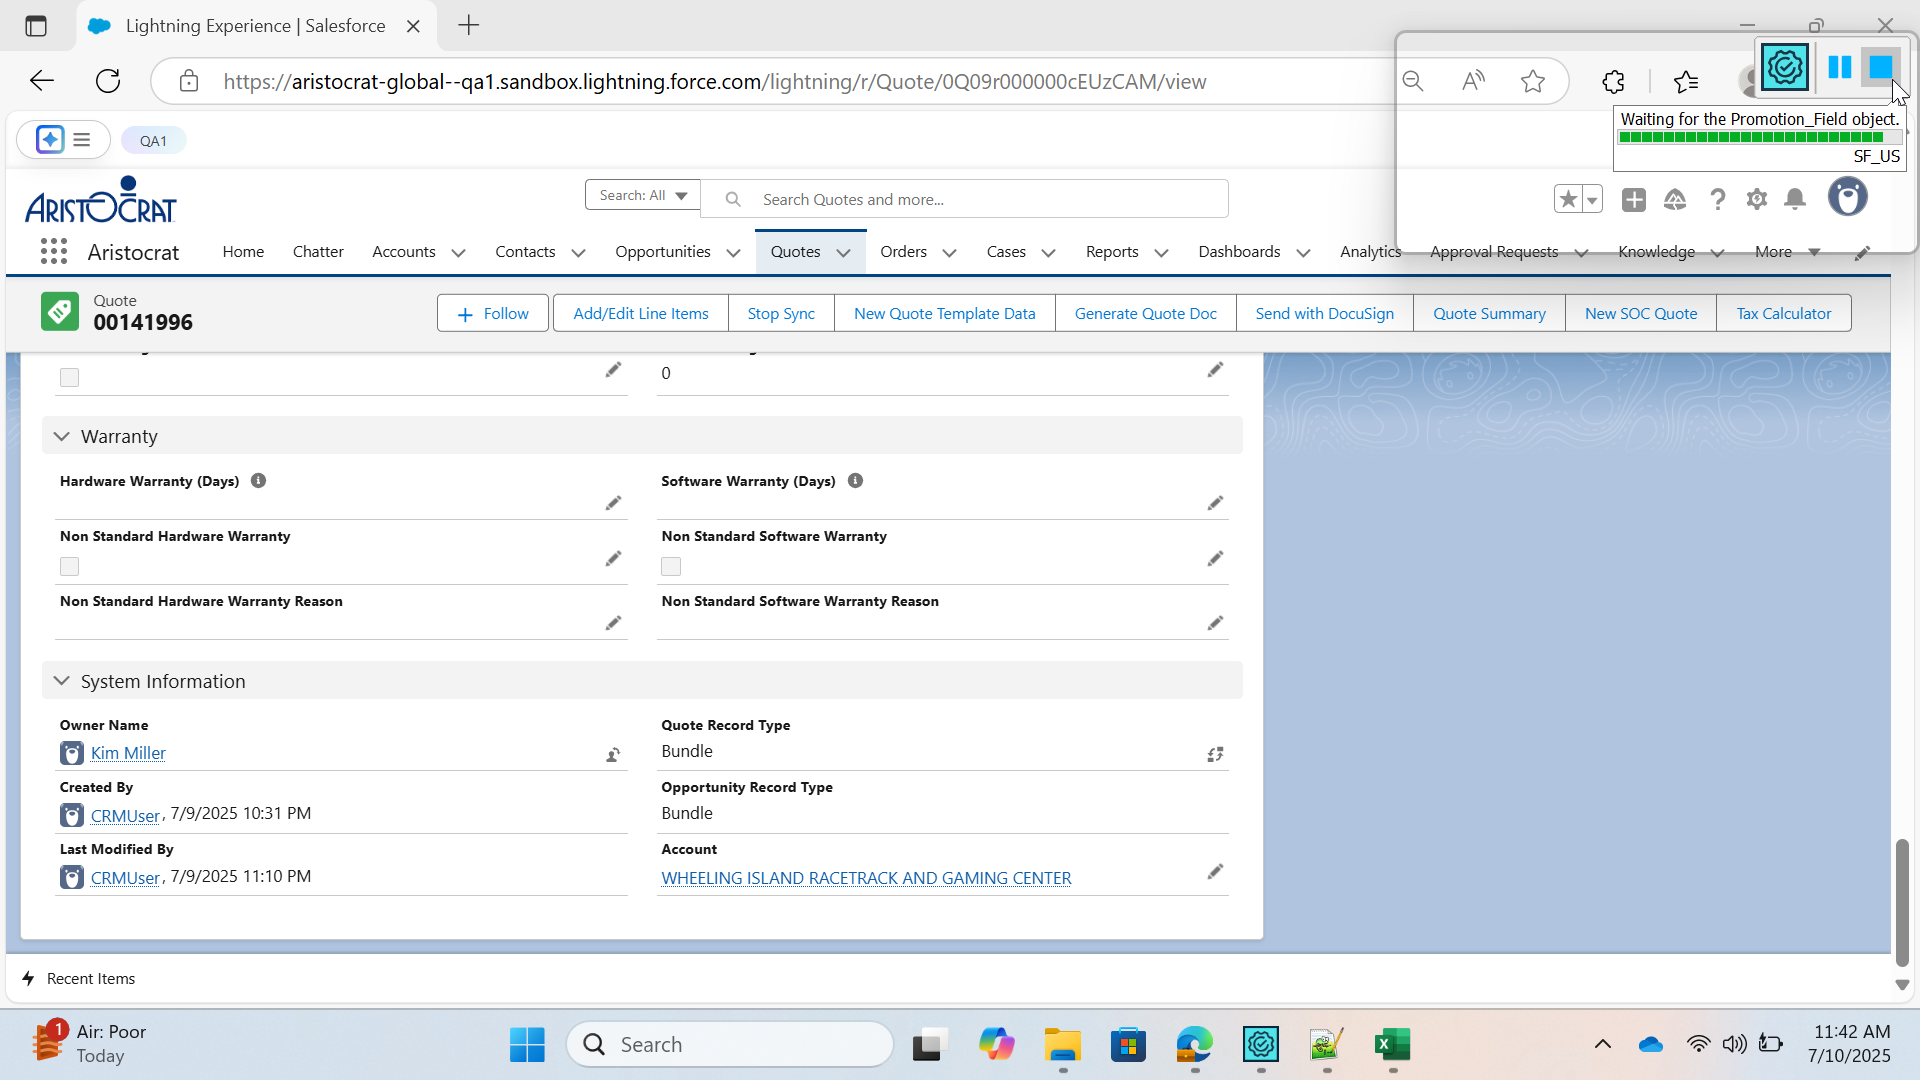 Lightning Experience | Salesforce
https://aristocrat-global--qa1.sandbox.lightning.force.com/lightning/r/Quote/0Q09r000000cEUzCAM/view
Waiting for the Promotion_Field object.
SF_US
QA1
ARISTOCRAT
Search: All
Search Quotes and more...
Aristocrat
Home
Chatter
Accounts
Contacts
Opportunities
Quotes
Orders
Cases
Reports
Dashboards
Analytics
Approval Requests
Knowledge
More
Quote
00141996
Follow
Add/Edit Line Items
Stop Sync
New Quote Template Data
Generate Quote Doc
Send with DocuSign
Quote Summary
New SOC Quote
Tax Calculator
0
Warranty
Hardware Warranty (Days)
Software Warranty (Days)
Non Standard Hardware Warranty
Non Standard Software Warranty
Non Standard Hardware Warranty Reason
Non Standard Software Warranty Reason
System Information
Owner Name
Quote Record Type
Kim Miller
Bundle
Created By
Opportunity Record Type
CRMUser, 7/9/2025 10:31 PM
Bundle
Last Modified By
Account
CRMUser, 7/9/2025 11:10 PM
WHEELING ISLAND RACETRACK AND GAMING CENTER
Recent Items
1
Air: Poor
Today
Search
11:42 AM
7/10/2025